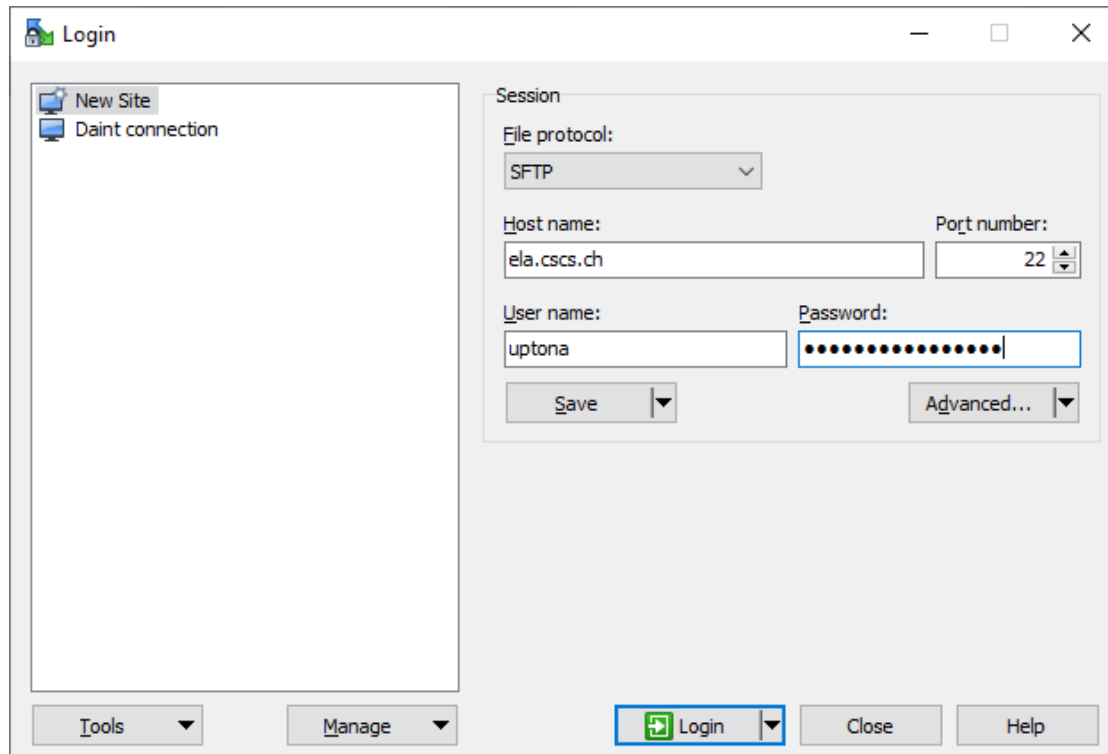 Login
New Site
Daint connection
Session
File protocol:
SFTP
Host name:
Port number:
ela.cscs.ch
22
User name:
Password:
uptona
●●●●●●●●●●●●●●●●
Save
Advanced...
Tools
Manage
Login
Close
Help